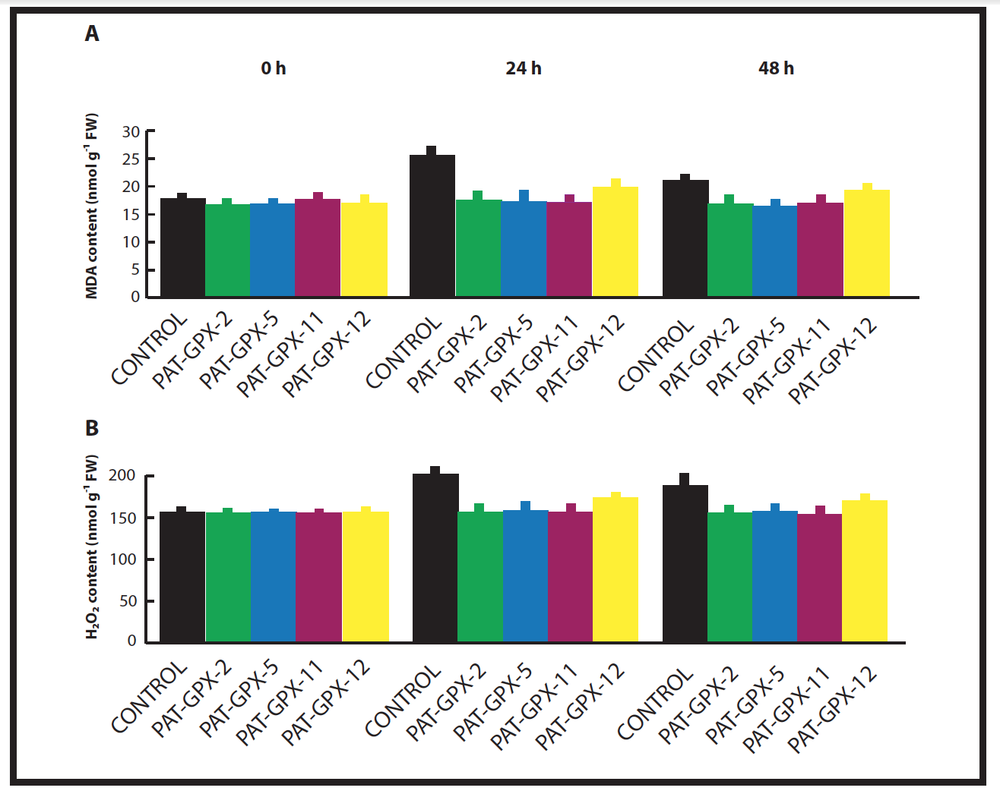 A
0 h 24 h 48 h
MDA content (nmol g⁻¹ FW)
30
25
20
15
10
5
0
CONTROL PAT-GPX-2 PAT-GPX-5 PAT-GPX-11 PAT-GPX-12 CONTROL PAT-GPX-2 PAT-GPX-5 PAT-GPX-11 PAT-GPX-12 CONTROL PAT-GPX-2 PAT-GPX-5 PAT-GPX-11 PAT-GPX-12
B
H₂O₂ content (nmol g⁻¹ FW)
200
150
100
50
0
CONTROL PAT-GPX-2 PAT-GPX-5 PAT-GPX-11 PAT-GPX-12 CONTROL PAT-GPX-2 PAT-GPX-5 PAT-GPX-11 PAT-GPX-12 CONTROL PAT-GPX-2 PAT-GPX-5 PAT-GPX-11 PAT-GPX-12